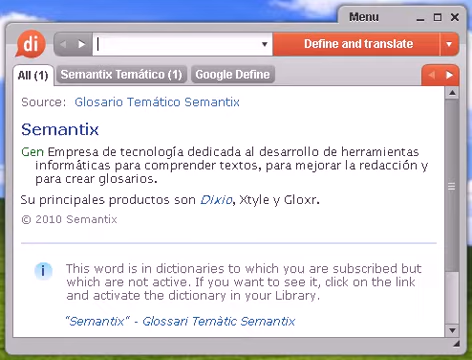 Menu
di
Define and translate
All (1) Semantix Temático (1) Google Define
Source: Glosario Temático Semantix
Semantix
Gen Empresa de tecnología dedicada al desarrollo de herramientas
informáticas para comprender textos, para mejorar la redacción y
para crear glosarios.
Su principales productos son Dixio, Xtyle y Gloxr.
© 2010 Semantix
i
This word is in dictionaries to which you are subscribed but
which are not active. If you want to see it, click on the link
and activate the dictionary in your Library.
"Semantix" - Glossari Temàtic Semantix